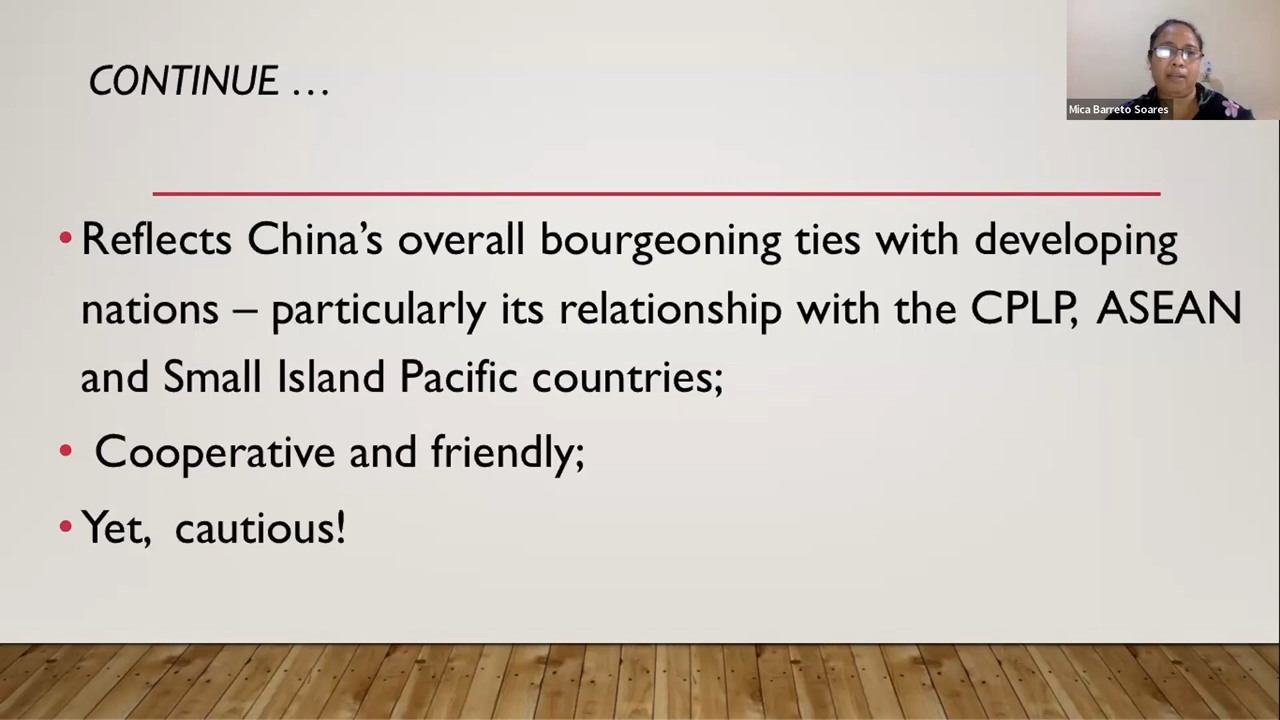 CONTINUE …
Mica Barreto Soares
• Reflects China’s overall bourgeoning ties with developing
nations – particularly its relationship with the CPLP, ASEAN
and Small Island Pacific countries;
• Cooperative and friendly;
• Yet, cautious!